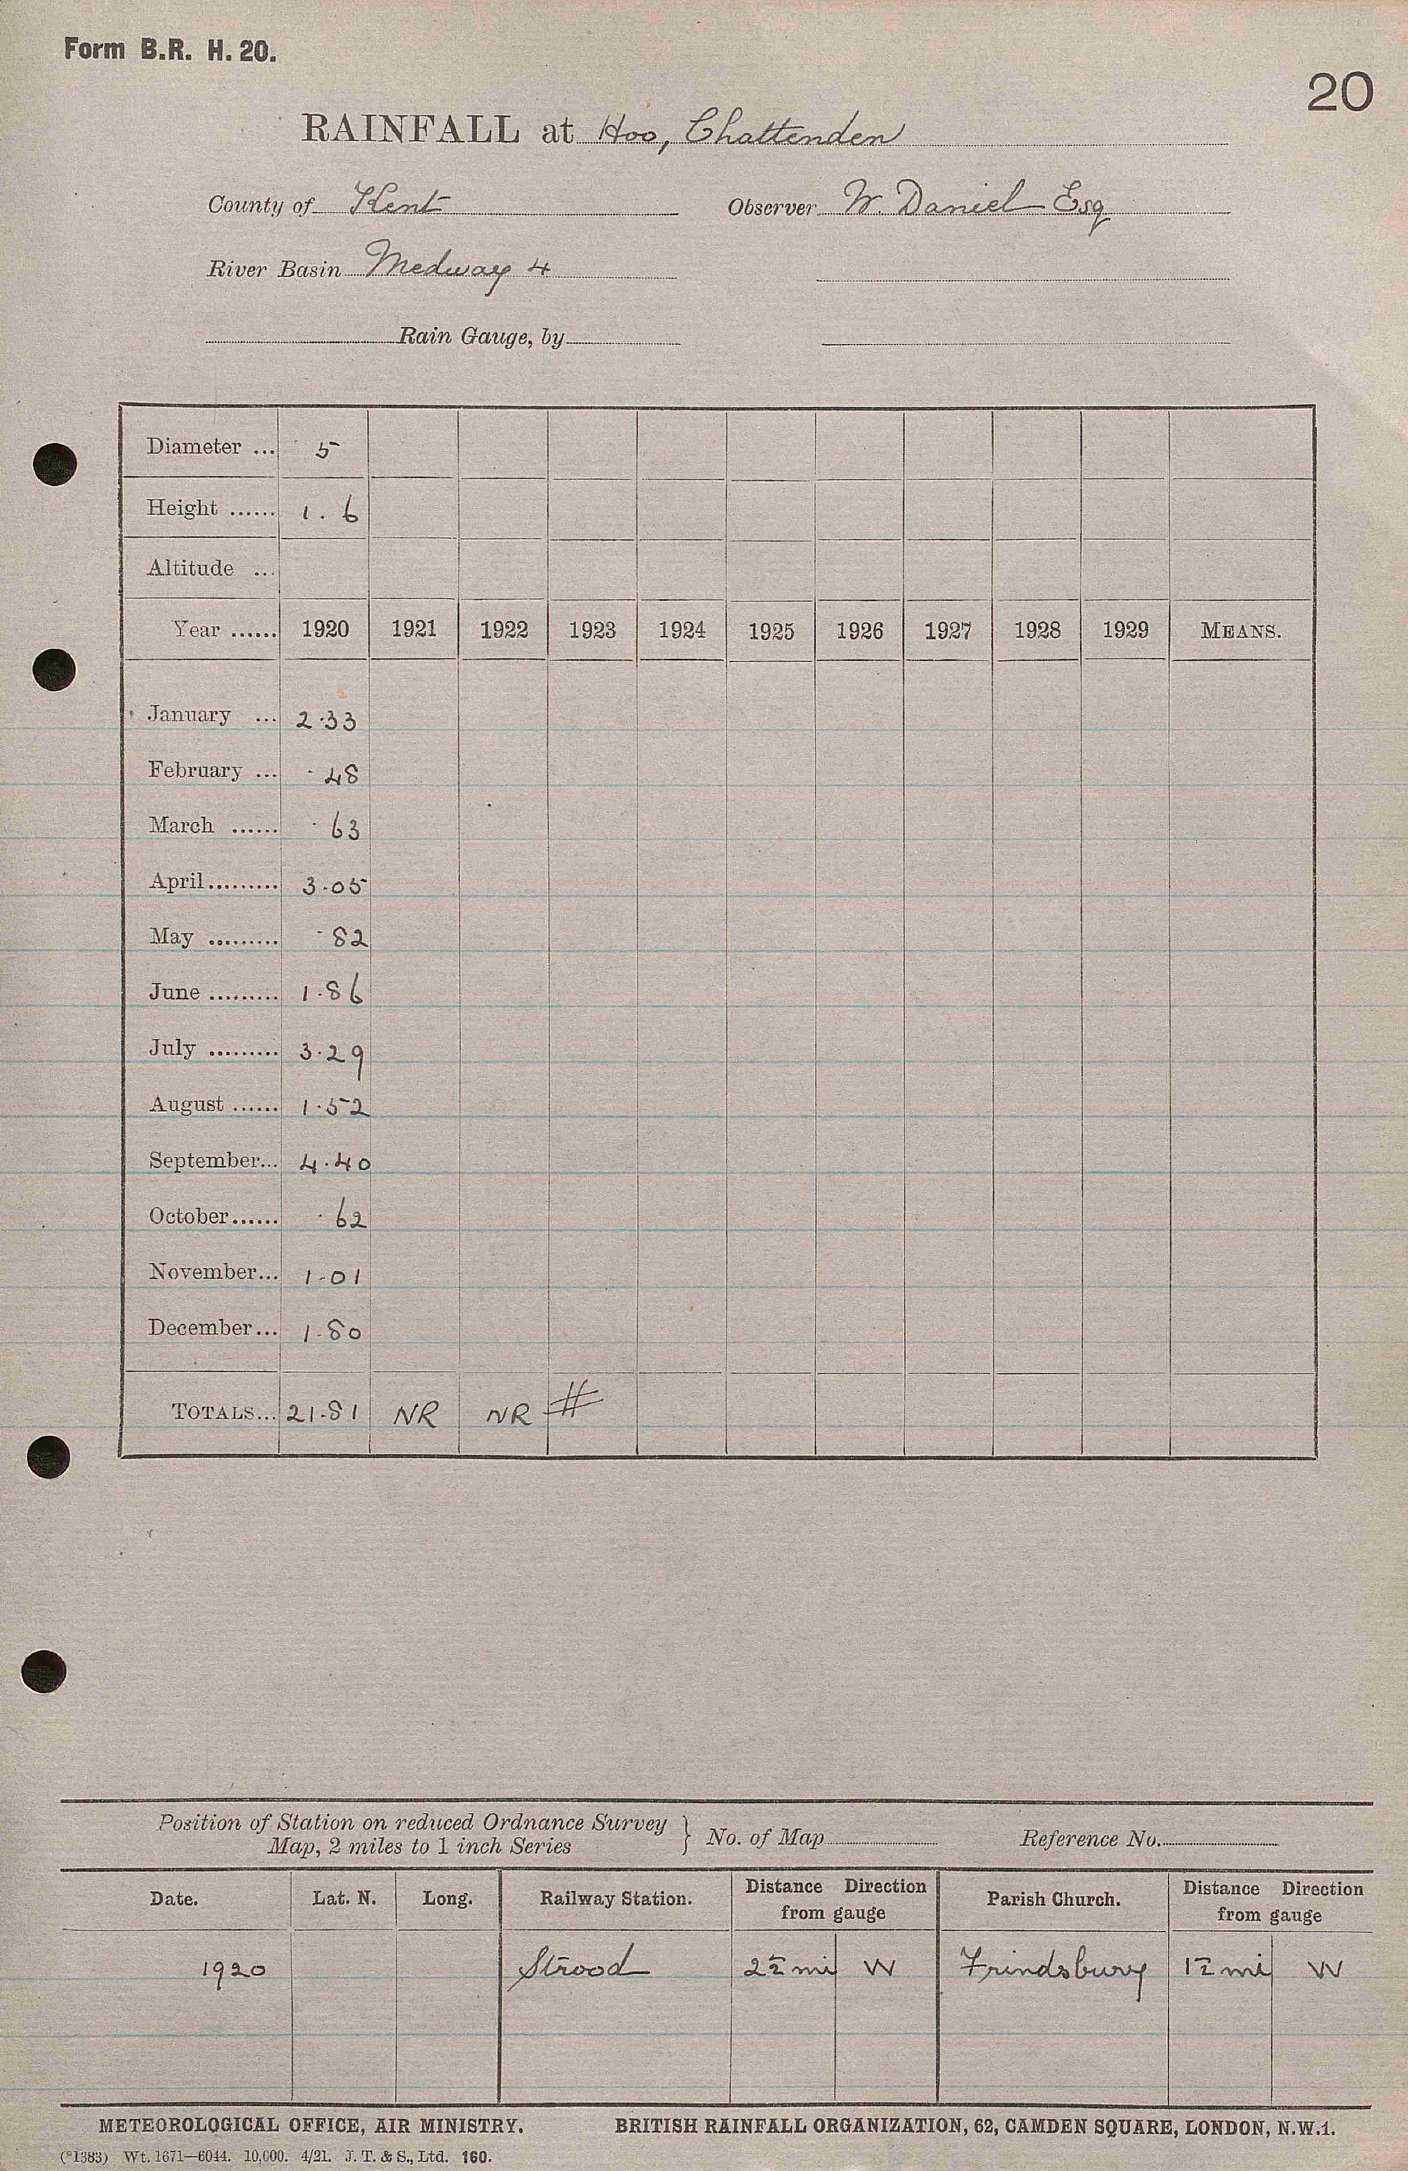 Form B.R. H. 20.
20
RAINFALL at Hoo, Chattenden
County of Kent Observer W. Daniel Esq
River Basin Medway 4
Rain Gauge, by
Diameter ... 5
Height ...... 1.6
Altitude ...
Year ...... 1920 1921 1922 1923 1924 1925 1926 1927 1928 1929 MEANS.
January ... 2.33
February ... .48
March ...... .63
April......... 3.05
May ......... .82
June ......... 1.86
July ......... 3.29
August ...... 1.52
September... 4.40
October...... .62
November... 1.01
December... 1.80
TOTALS... 21.81 NR NR #
Position of Station on reduced Ordnance Survey
Map, 2 miles to 1 inch Series } No. of Map Reference No.
Date. Lat. N. Long. Railway Station. Distance Direction from gauge Parish Church. Distance Direction from gauge
1920 Strood 2½ mi W Frindsbury 1½ mi W
METEOROLOGICAL OFFICE, AIR MINISTRY. BRITISH RAINFALL ORGANIZATION, 62, CAMDEN SQUARE, LONDON, N.W.1.
(*1383) Wt. 1671—6044. 10,000. 4/21. J. T. & S., Ltd. 160.